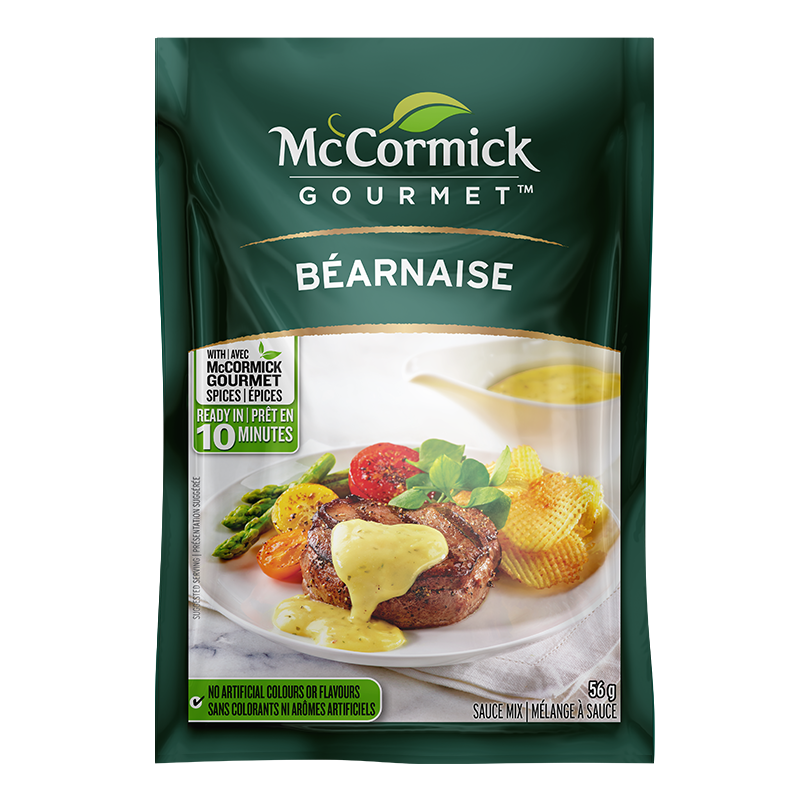 McCormick
GOURMET™
BÉARNAISE
WITH | AVEC
McCORMICK
GOURMET
SPICES | ÉPICES
READY IN | PRÊT EN
10 MINUTES
SUGGESTED SERVING | PRÉSENTATION SUGGÉRÉE
NO ARTIFICIAL COLOURS OR FLAVOURS
SANS COLORANTS NI ARÔMES ARTIFICIELS
56 g
SAUCE MIX | MÉLANGE À SAUCE